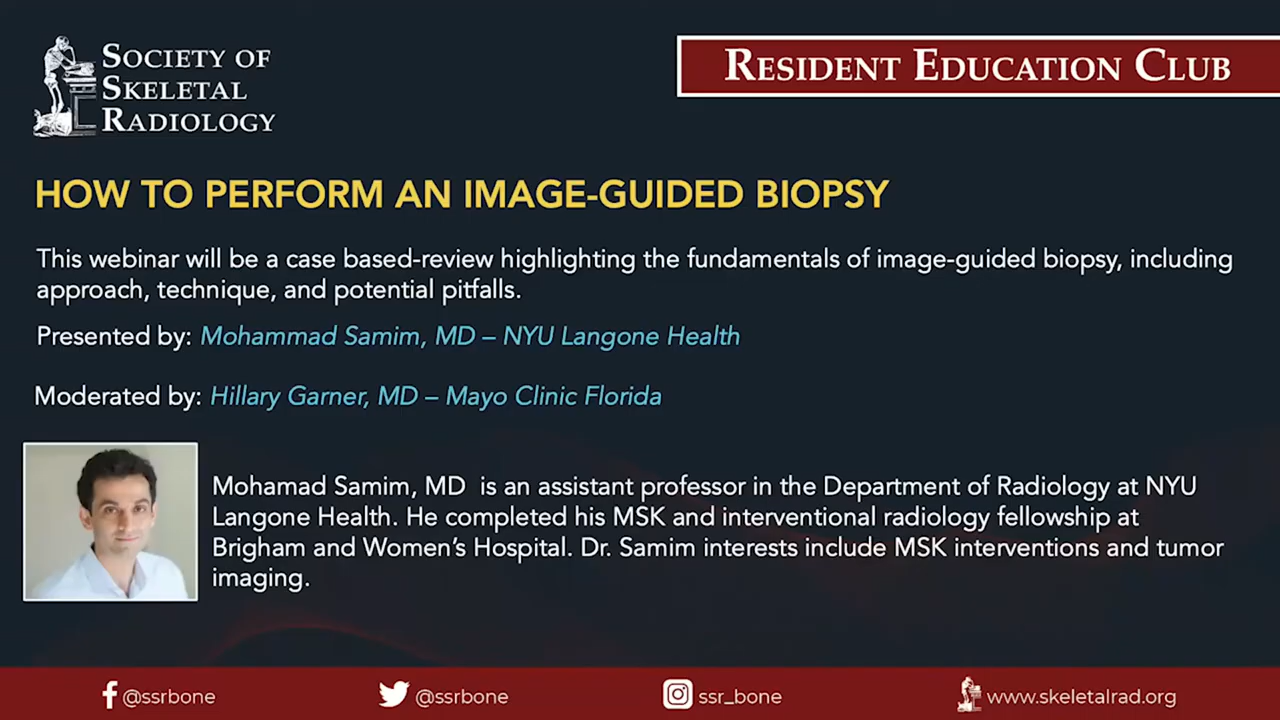 SOCIETY OF
SKELETAL
RADIOLOGY
RESIDENT EDUCATION CLUB
HOW TO PERFORM AN IMAGE-GUIDED BIOPSY
This webinar will be a case based-review highlighting the fundamentals of image-guided biopsy, including
approach, technique, and potential pitfalls.
Presented by: Mohammad Samim, MD – NYU Langone Health
Moderated by: Hillary Garner, MD – Mayo Clinic Florida
Mohamad Samim, MD is an assistant professor in the Department of Radiology at NYU
Langone Health. He completed his MSK and interventional radiology fellowship at
Brigham and Women's Hospital. Dr. Samim interests include MSK interventions and tumor
imaging.
@ssrbone
@ssrbone
ssr_bone
www.skeletalrad.org